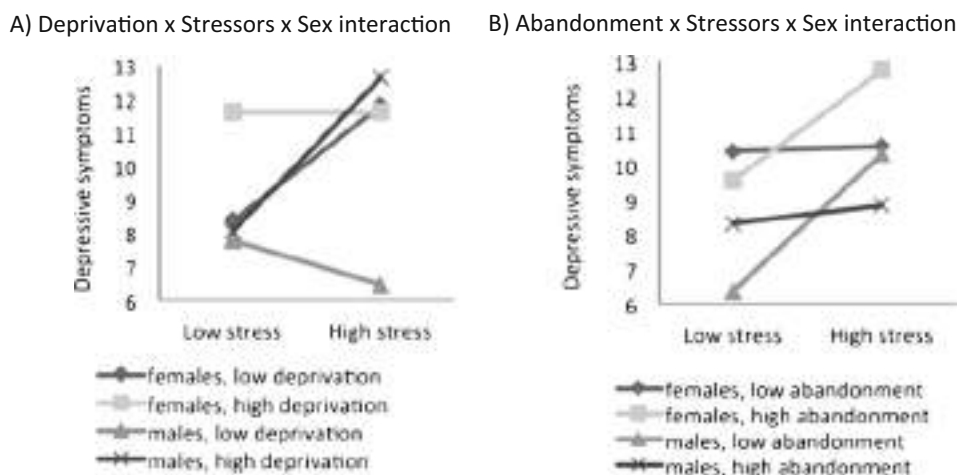 A) Deprivation x Stressors x Sex interaction
13
12
11
10
9
8
7
6
Depressive symptoms
Low stress High stress
females, low deprivation
females, high deprivation
males, low deprivation
males, high deprivation
B) Abandonment x Stressors x Sex interaction
13
12
11
10
9
8
7
6
Depressive symptoms
Low stress High stress
females, low abandonment
females, high abandonment
males, low abandonment
males, high abandonment